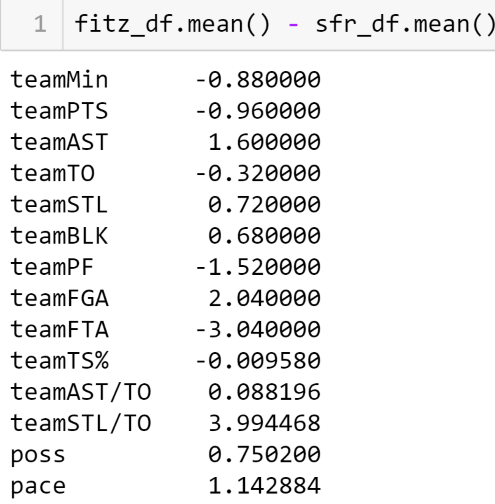 1 fitz_df.mean() - sfr_df.mean()
teamMin -0.880000
teamPTS -0.960000
teamAST 1.600000
teamTO -0.320000
teamSTL 0.720000
teamBLK 0.680000
teamPF -1.520000
teamFGA 2.040000
teamFTA -3.040000
teamTS% -0.009580
teamAST/TO 0.088196
teamSTL/TO 3.994468
poss 0.750200
pace 1.142884